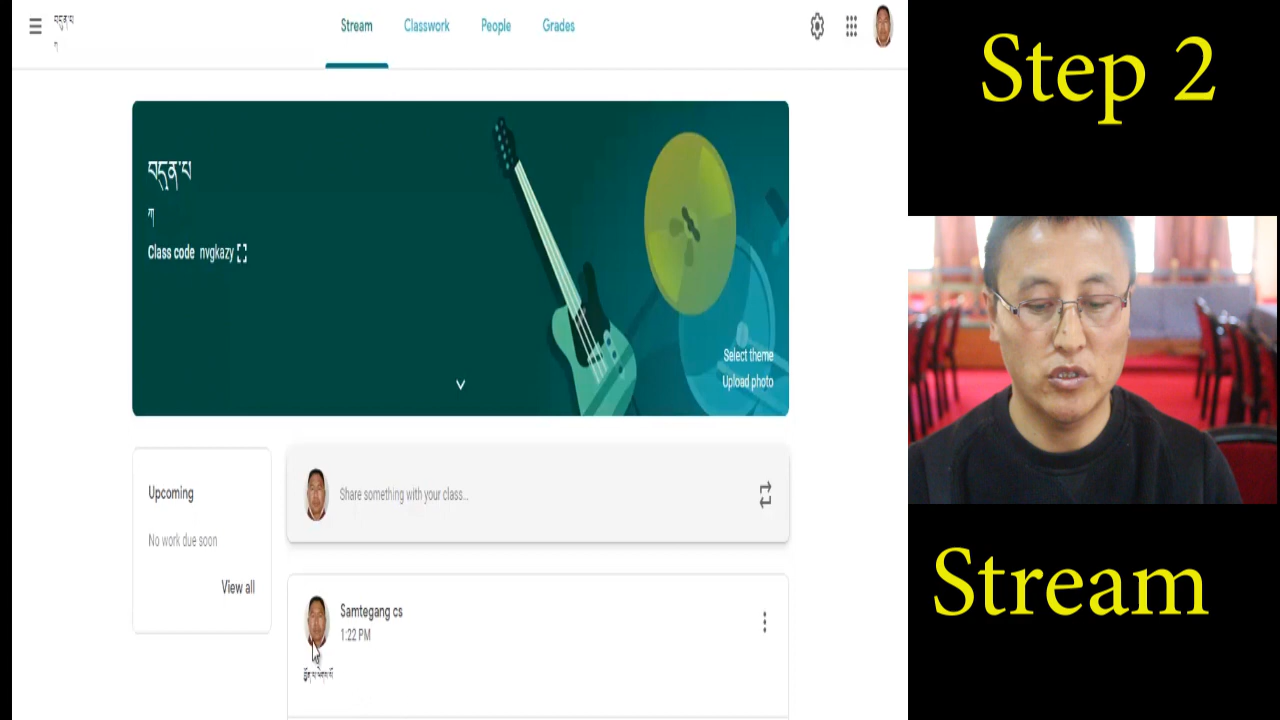 བདུན་པ
ཀ
Stream
Classwork
People
Grades
བདུན་པ
ཀ
Class code nvgkazy
Select theme
Upload photo
Upcoming
No work due soon
View all
Share something with your class...
Samtegang cs
1:22 PM
Step 2
Stream